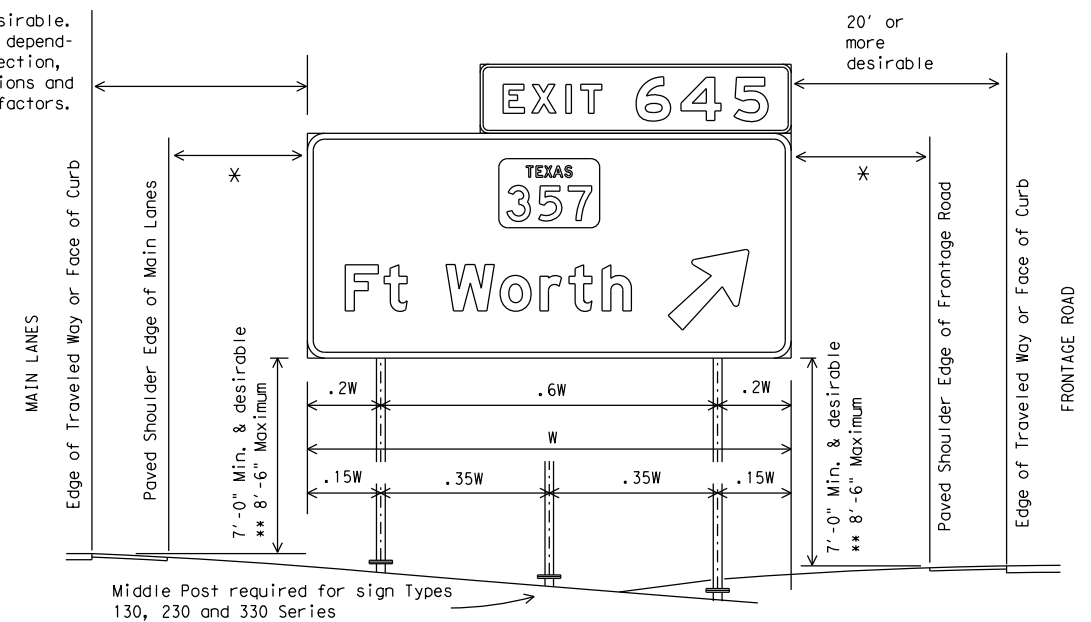 sirable.
depend-
ection,
ions and
factors.
20' or
more
desirable
EXIT 645
TEXAS
357
Ft Worth
*
*
MAIN LANES
Edge of Traveled Way or Face of Curb
Paved Shoulder Edge of Main Lanes
7'-0" Min. & desirable
** 8'-6" Maximum
.2W
.6W
.2W
W
.15W
.35W
.35W
.15W
7'-0" Min. & desirable
** 8'-6" Maximum
Paved Shoulder Edge of Frontage Road
Edge of Traveled Way or Face of Curb
FRONTAGE ROAD
Middle Post required for sign Types
130, 230 and 330 Series